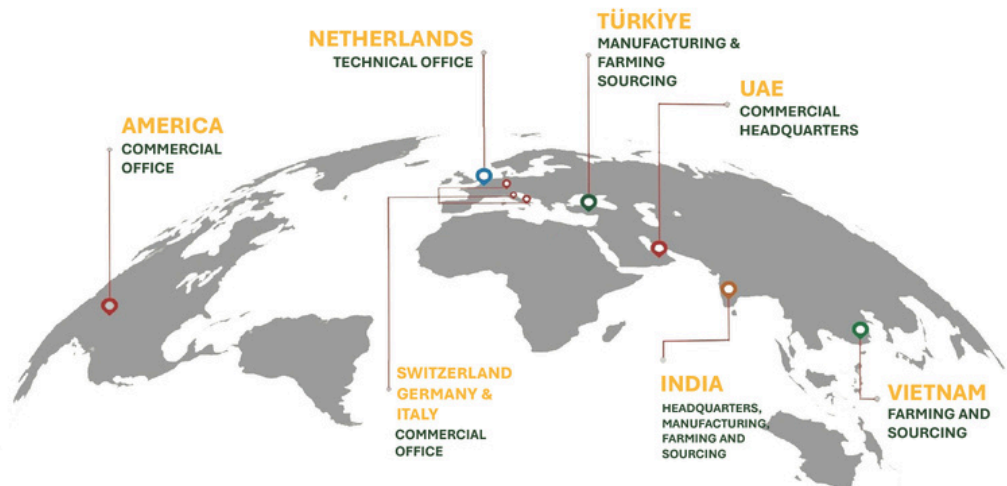 NETHERLANDS
TECHNICAL OFFICE
TÜRKİYE
MANUFACTURING &
FARMING
SOURCING
UAE
COMMERCIAL
HEADQUARTERS
AMERICA
COMMERCIAL
OFFICE
SWITZERLAND
GERMANY &
ITALY
COMMERCIAL
OFFICE
INDIA
HEADQUARTERS,
MANUFACTURING,
FARMING AND
SOURCING
VIETNAM
FARMING AND
SOURCING